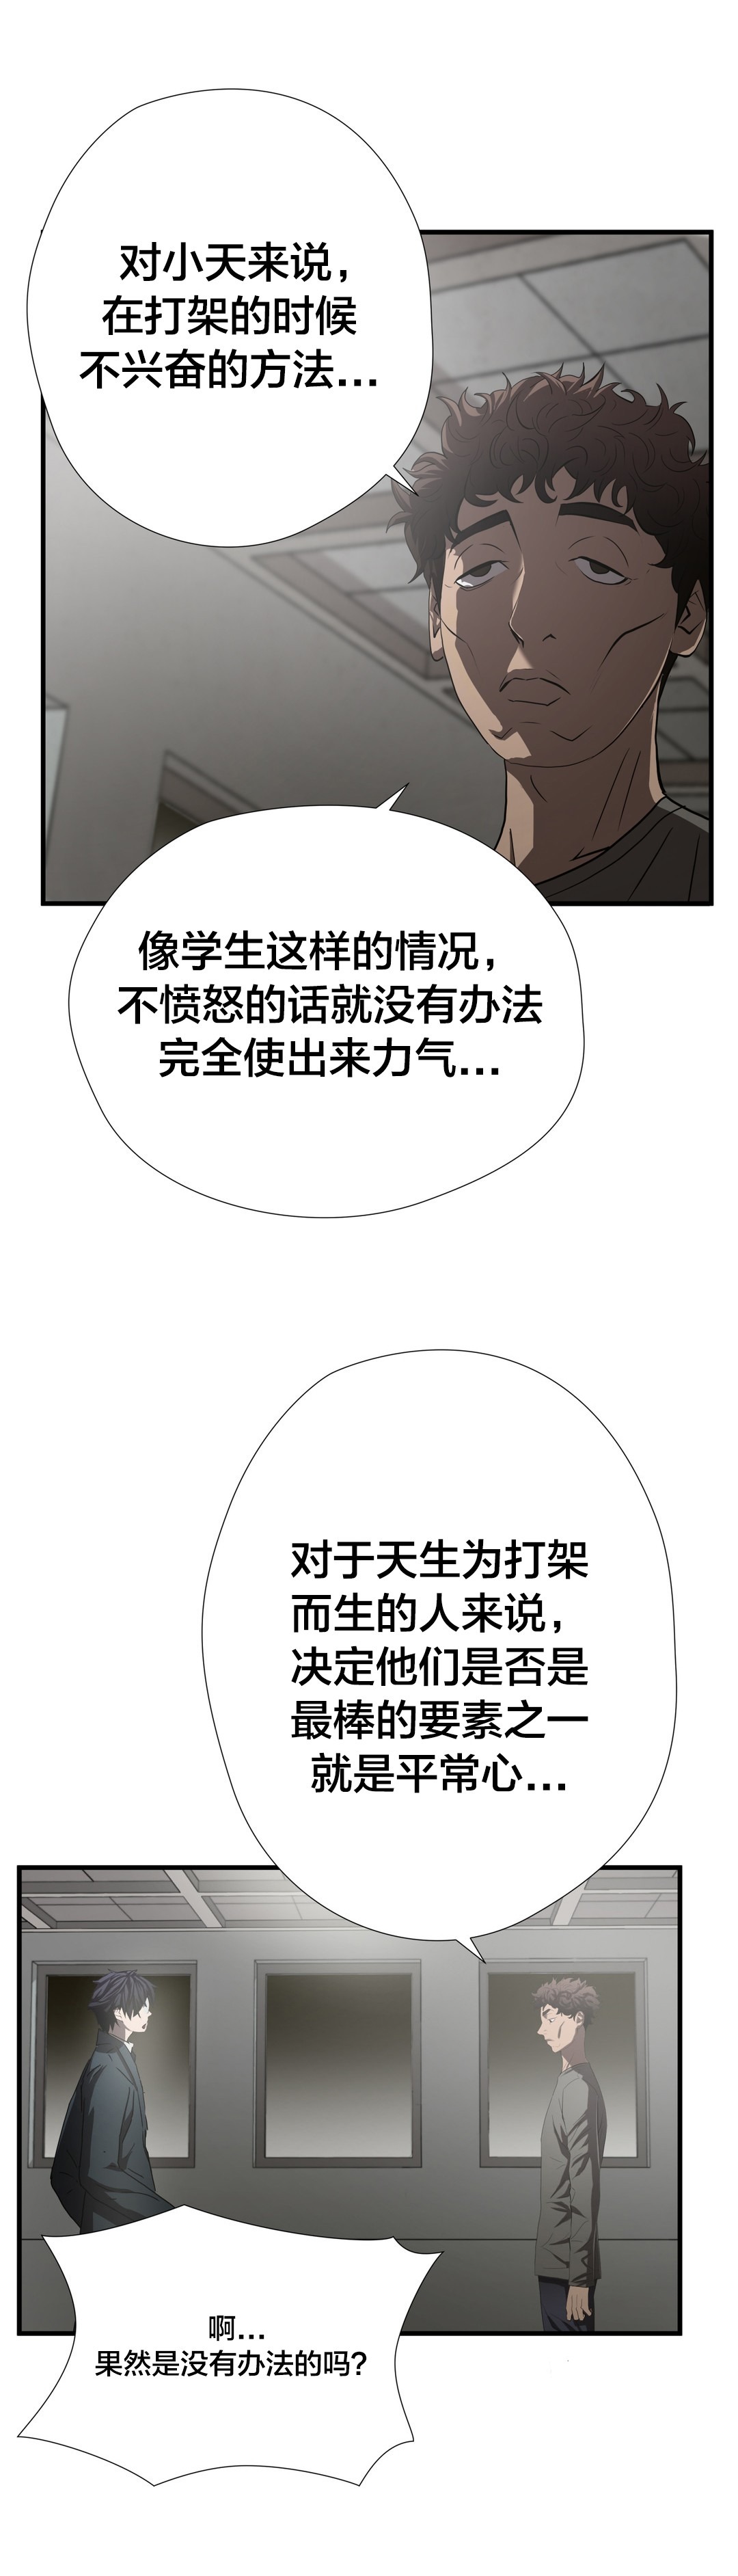 对小天来说，
在打架的时候
不兴奋的方法...
像学生这样的情况，
不愤怒的话就没有办法
完全使出来力气...
对于天生为打架
而生的人来说，
决定他们是否是
最棒的要素之一
就是平常心...
啊...
果然是没有办法的吗？